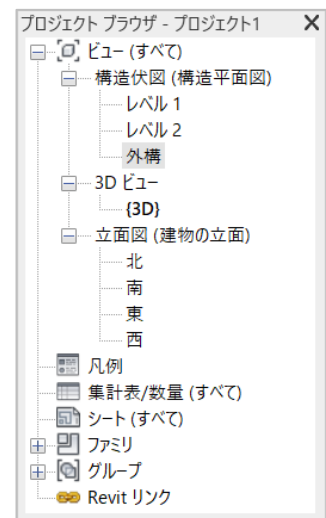 プロジェクト ブラウザ - プロジェクト1
ビュー (すべて)
構造伏図 (構造平面図)
レベル 1
レベル 2
外構
3D ビュー
{3D}
立面図 (建物の立面)
北
南
東
西
凡例
集計表/数量 (すべて)
シート (すべて)
ファミリ
グループ
Revit リンク